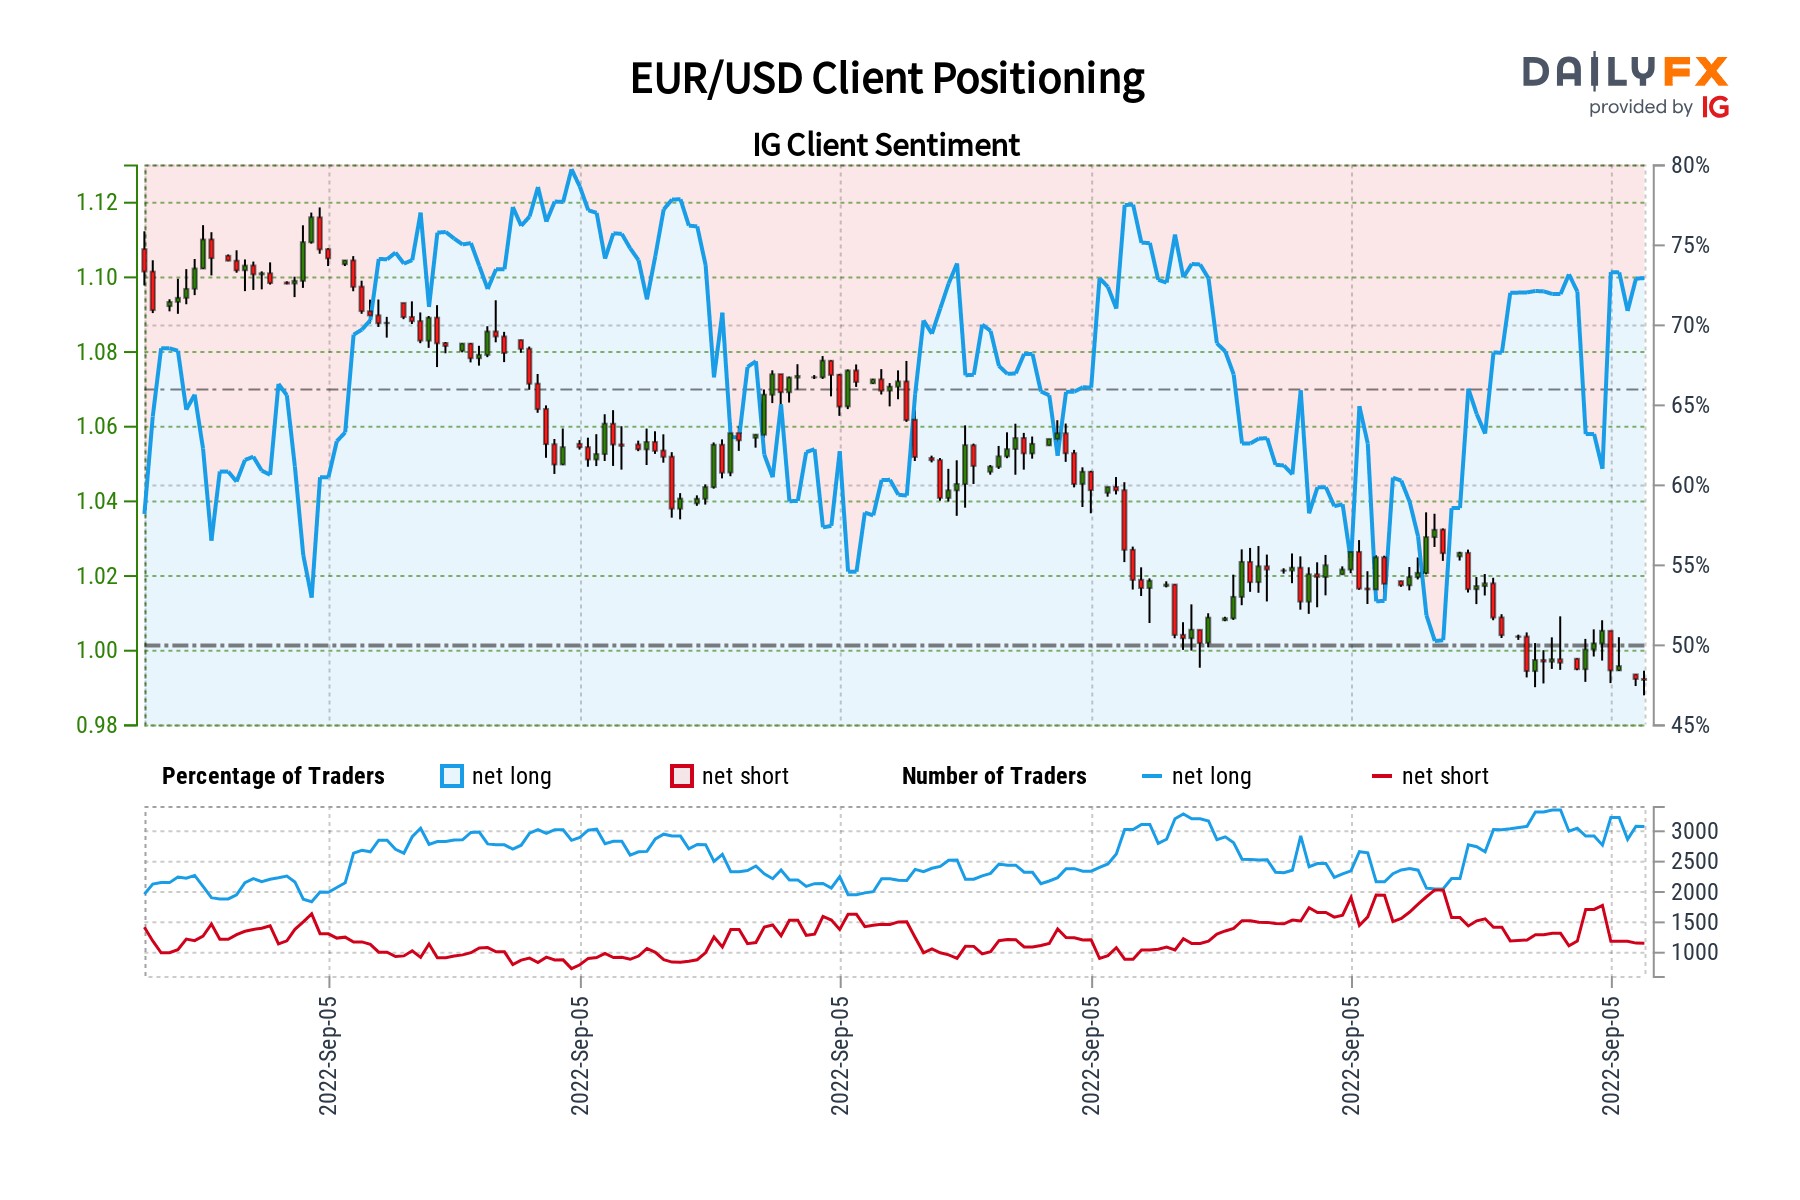 EUR/USD Client Positioning
DAILYFX
provided by IG
IG Client Sentiment
1.12
1.10
1.08
1.06
1.04
1.02
1.00
0.98
80%
75%
70%
65%
60%
55%
50%
45%
Percentage of Traders net long net short Number of Traders net long net short
3000
2500
2000
1500
1000
2022-Sep-05
2022-Sep-05
2022-Sep-05
2022-Sep-05
2022-Sep-05
2022-Sep-05